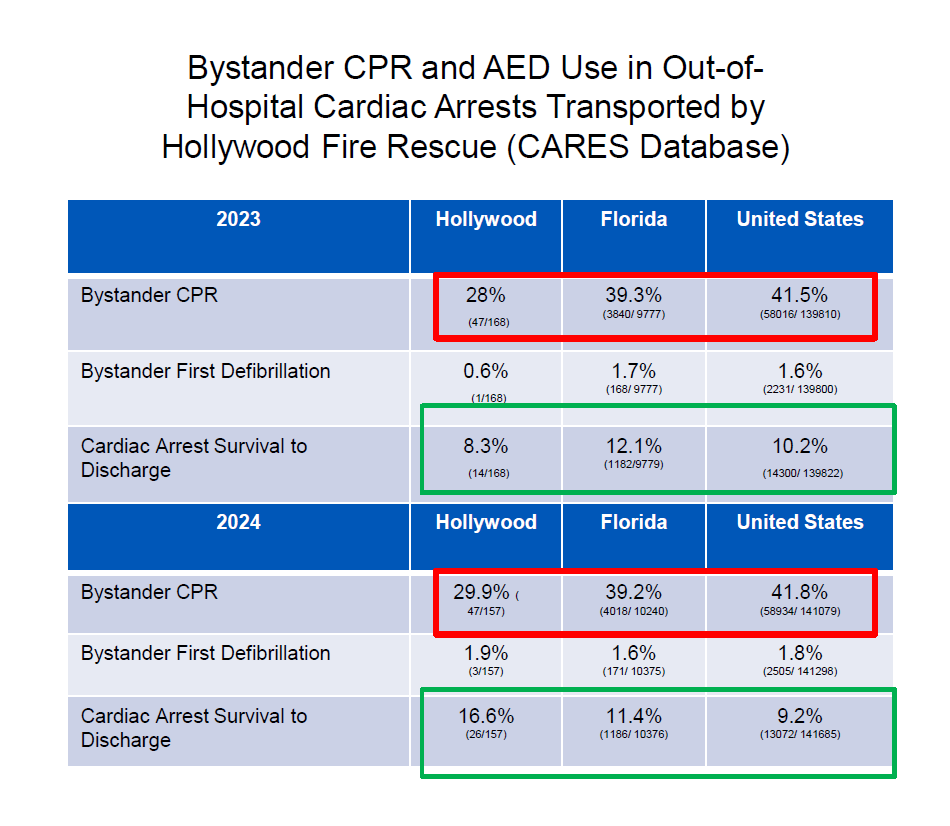 Bystander CPR and AED Use in Out-of-
Hospital Cardiac Arrests Transported by
Hollywood Fire Rescue (CARES Database)
2023 Hollywood Florida United States
Bystander CPR 28% 39.3% 41.5%
(47/168) (3840/ 9777) (58016/ 139810)
Bystander First Defibrillation 0.6% 1.7% 1.6%
(1/168) (168/ 9777) (2231/ 139800)
Cardiac Arrest Survival to 8.3% 12.1% 10.2%
Discharge (14/168) (1182/9779) (14300/ 139822)
2024 Hollywood Florida United States
Bystander CPR 29.9% ( 39.2% 41.8%
47/157) (4018/ 10240) (58934/ 141079)
Bystander First Defibrillation 1.9% 1.6% 1.8%
(3/157) (171/ 10375) (2505/ 141298)
Cardiac Arrest Survival to 16.6% 11.4% 9.2%
Discharge (26/157) (1186/ 10376) (13072/ 141685)